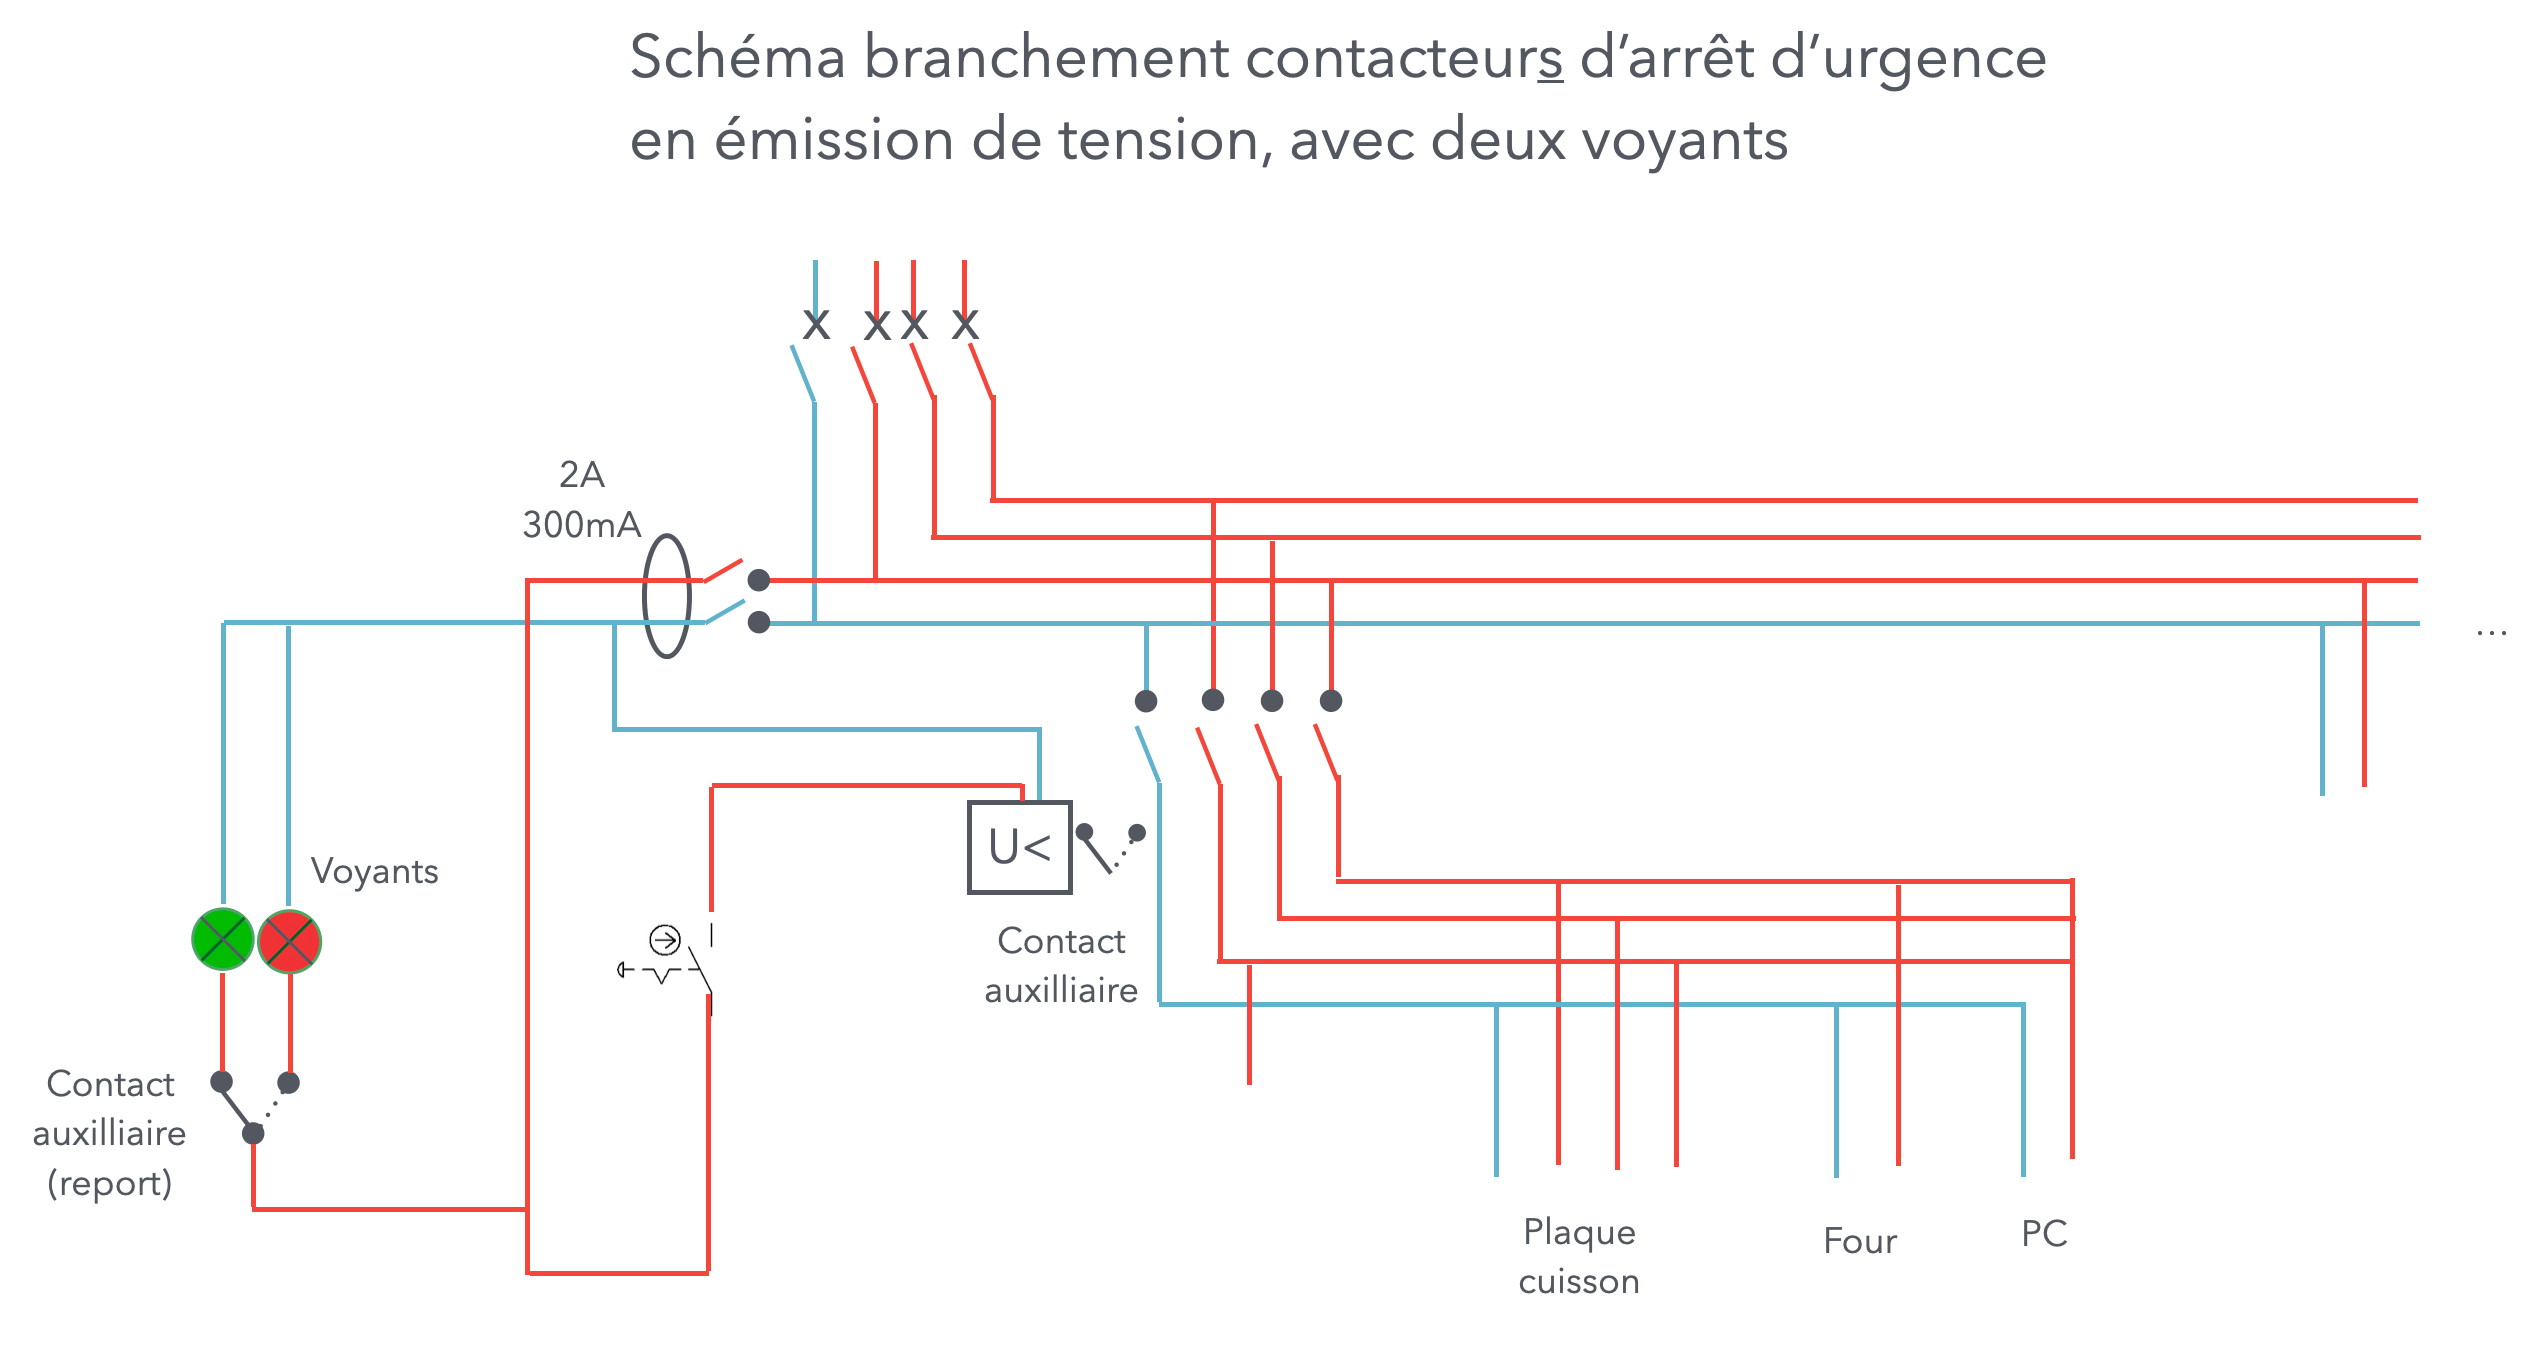 Schéma branchement contacteurs d’arrêt d’urgence
en émission de tension, avec deux voyants
x x x x
2A
300mA
...
Voyants
U<
Contact
auxilliaire
Contact
auxilliaire
(report)
Plaque
cuisson
Four
PC